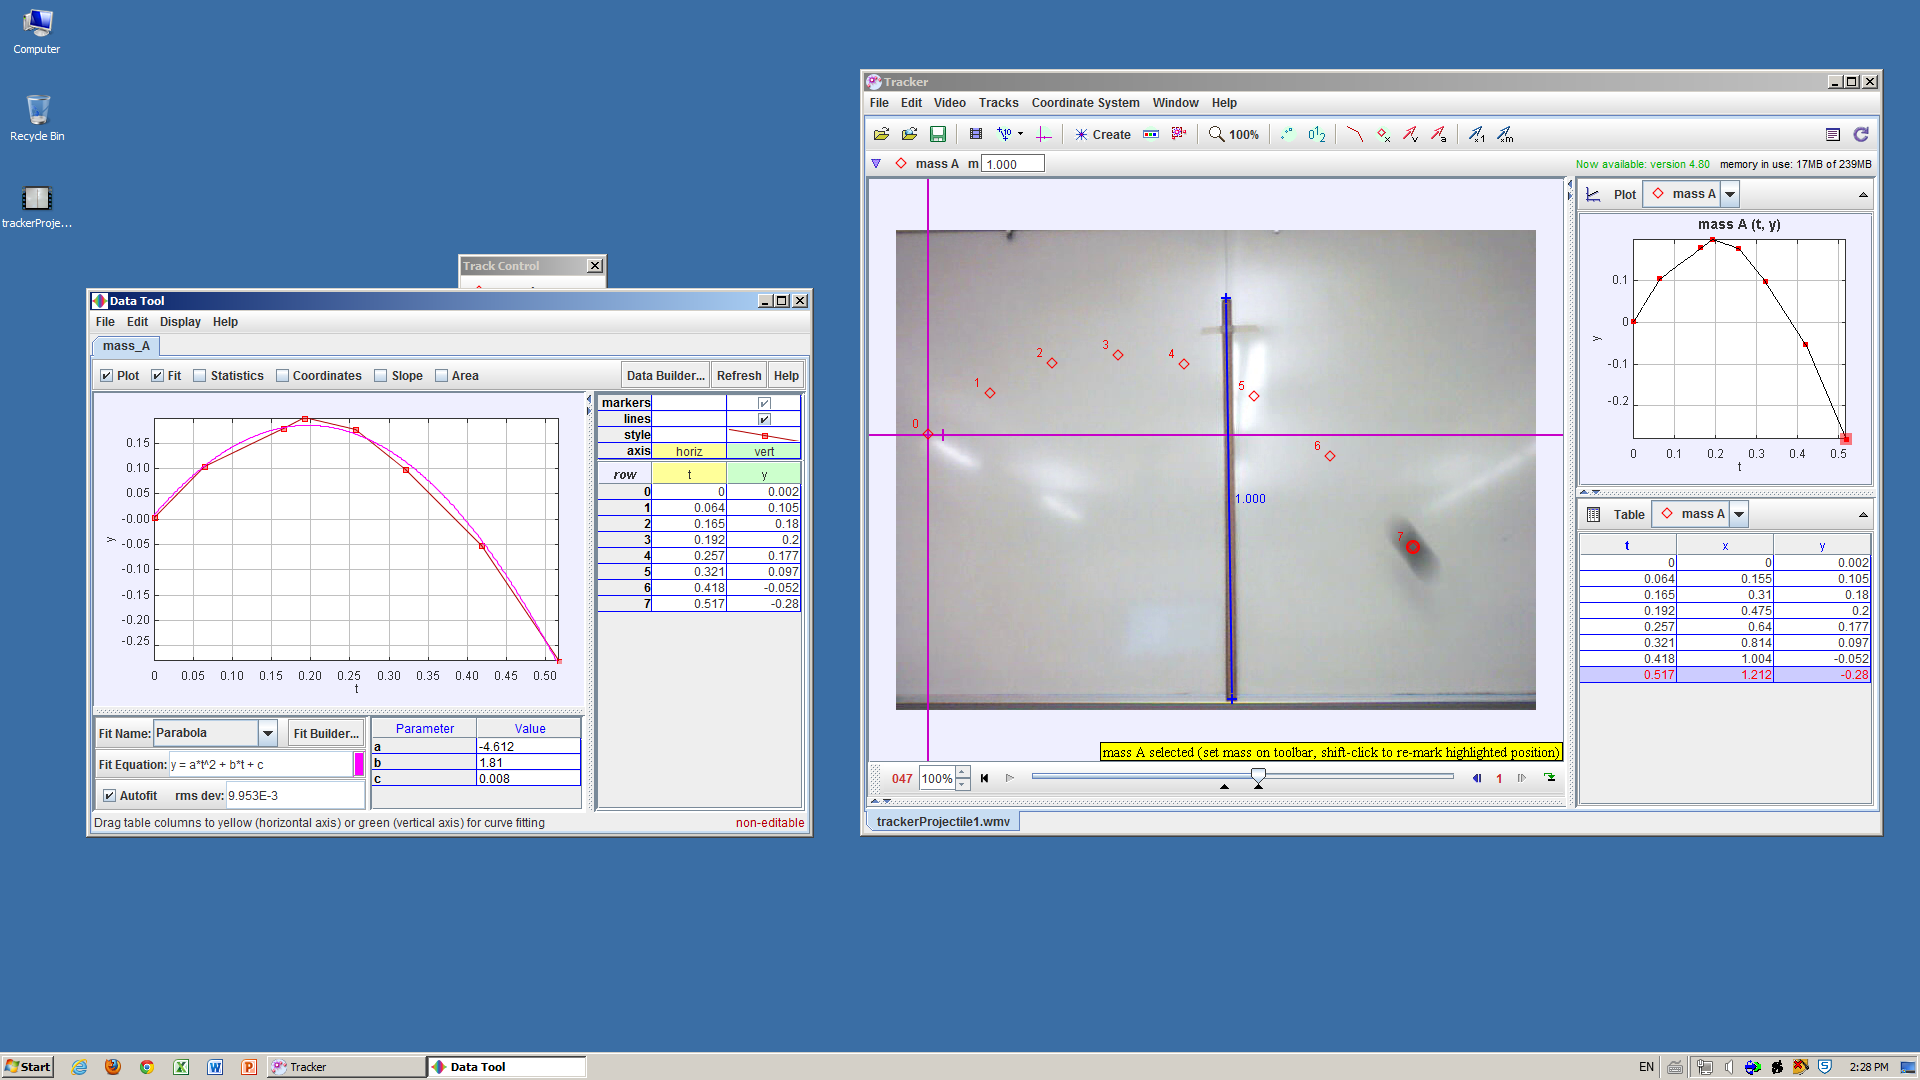 Computer
Recycle Bin
trackerProje...
Track Control
Data Tool
File Edit Display Help
mass_A
Plot Fit Statistics Coordinates Slope Area Data Builder... Refresh Help
0.15
0.10
0.05
-0.00
-0.05
-0.10
-0.15
-0.20
-0.25
y
0 0.05 0.10 0.15 0.20 0.25 0.30 0.35 0.40 0.45 0.50
t
markers
lines
style
axis horiz vert
row t y
0 0 0.002
1 0.064 0.105
2 0.165 0.18
3 0.192 0.2
4 0.257 0.177
5 0.321 0.097
6 0.418 -0.052
7 0.517 -0.28
Fit Name: Parabola Fit Builder...
Fit Equation: y = a*t^2 + b*t + c
Autofit rms dev: 9.953E-3
Parameter Value
a -4.612
b 1.81
c 0.008
Drag table columns to yellow (horizontal axis) or green (vertical axis) for curve fitting non-editable
Tracker
File Edit Video Tracks Coordinate System Window Help
Create 100%
mass A m 1.000 Now available: version 4.80 memory in use: 17MB of 239MB
0
1
2
3
4
5
6
7
1.000
mass A selected (set mass on toolbar, shift-click to re-mark highlighted position)
047 100% 1
trackerProjectile1.wmv
Plot mass A
mass A (t, y)
0.1
0
-0.1
-0.2
y
0 0.1 0.2 0.3 0.4 0.5
t
Table mass A
t x y
0 0 0.002
0.064 0.155 0.105
0.165 0.31 0.18
0.192 0.475 0.2
0.257 0.64 0.177
0.321 0.814 0.097
0.418 1.004 -0.052
0.517 1.212 -0.28
Start Tracker Data Tool EN 2:28 PM